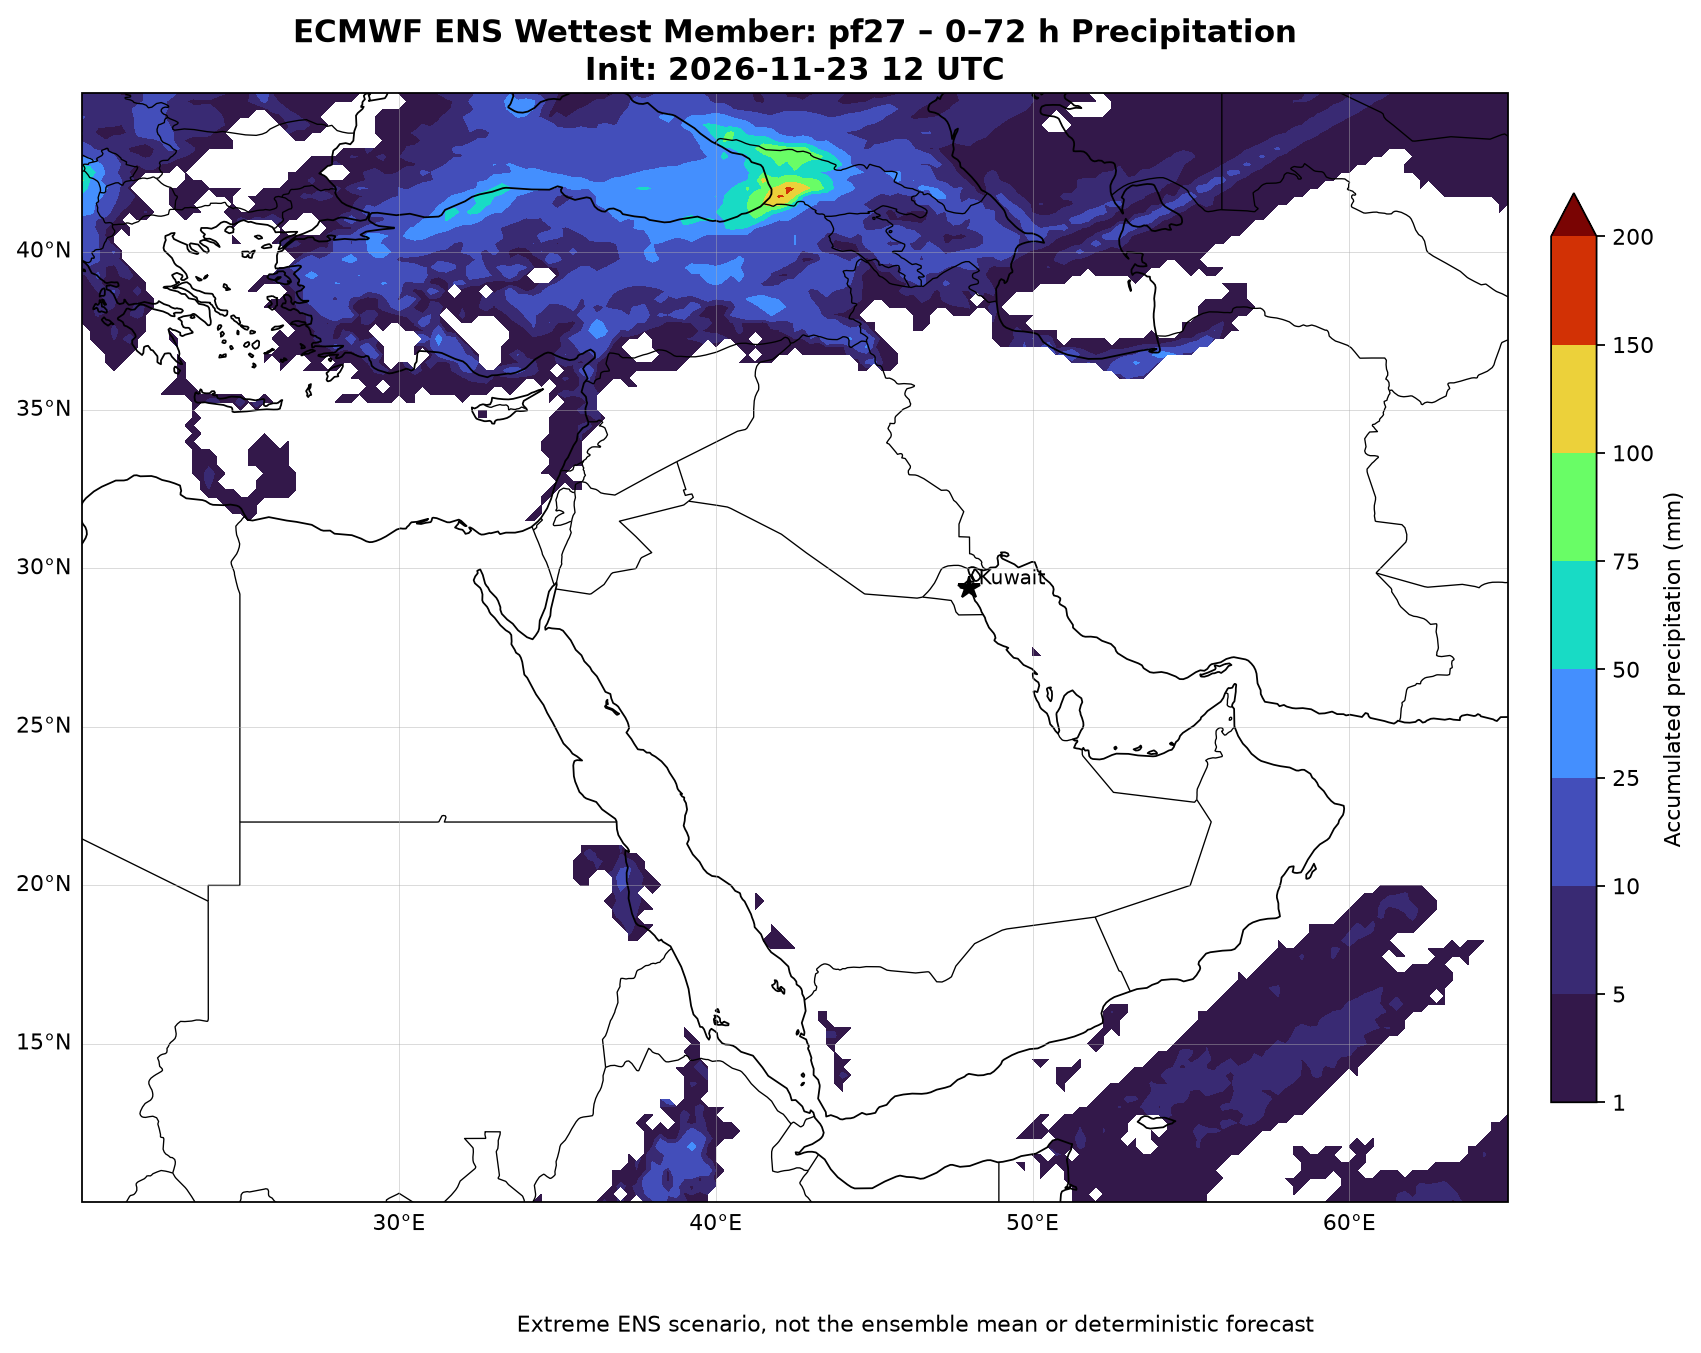 ECMWF ENS Wettest Member: pf27 – 0–72 h Precipitation
Init: 2026-11-23 12 UTC
40°N
35°N
30°N
25°N
20°N
15°N
30°E
40°E
50°E
60°E
Kuwait
200
150
100
75
50
25
10
5
1
Accumulated precipitation (mm)
Extreme ENS scenario, not the ensemble mean or deterministic forecast